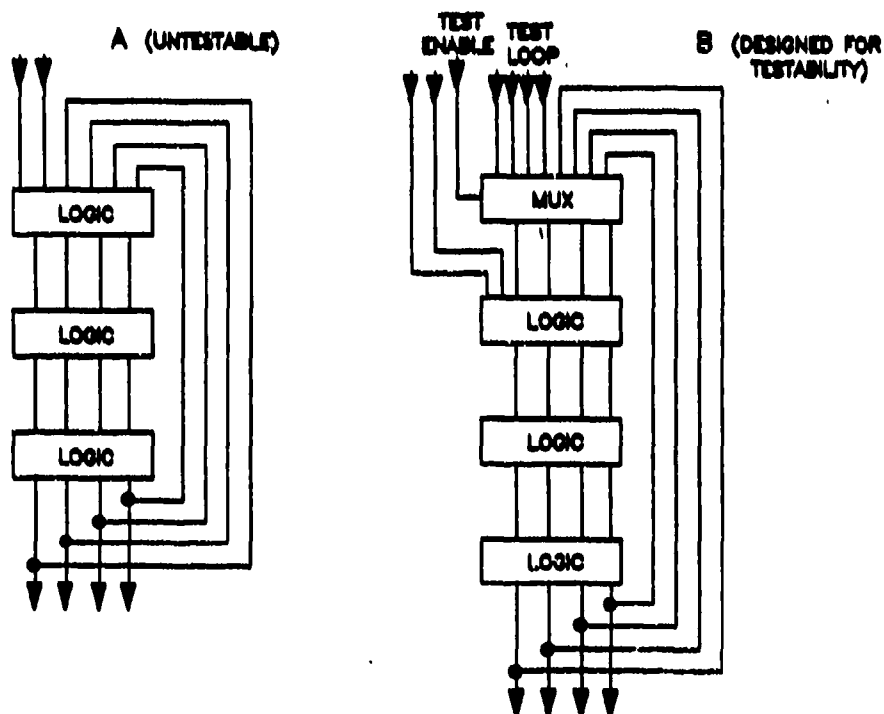 A (UNTESTABLE)
LOGIC
LOGIC
LOGIC
TEST
ENABLE
TEST
LOOP
B (DESIGNED FOR
TESTABILITY)
MUX
LOGIC
LOGIC
LOGIC